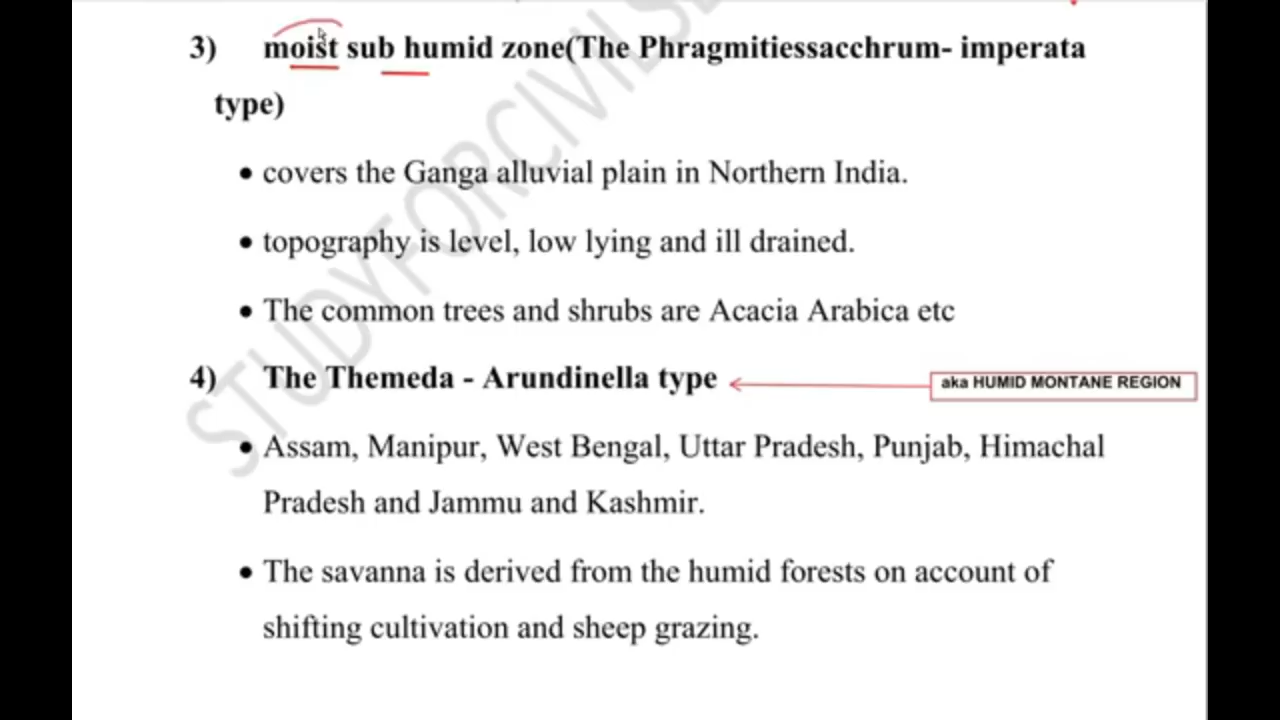 3) moist sub humid zone(The Phragmitiessacchrum- imperata
type)
• covers the Ganga alluvial plain in Northern India.
• topography is level, low lying and ill drained.
• The common trees and shrubs are Acacia Arabica etc
4) The Themeda - Arundinella type
aka HUMID MONTANE REGION
• Assam, Manipur, West Bengal, Uttar Pradesh, Punjab, Himachal
Pradesh and Jammu and Kashmir.
• The savanna is derived from the humid forests on account of
shifting cultivation and sheep grazing.
STUDYFORCIVILSE